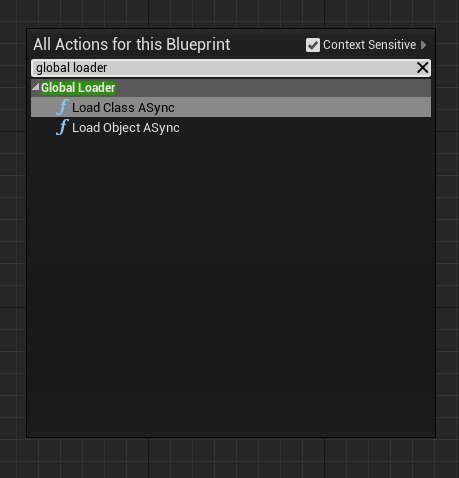 All Actions for this Blueprint Context Sensitive
global loader
Global Loader
Load Class ASync
Load Object ASync